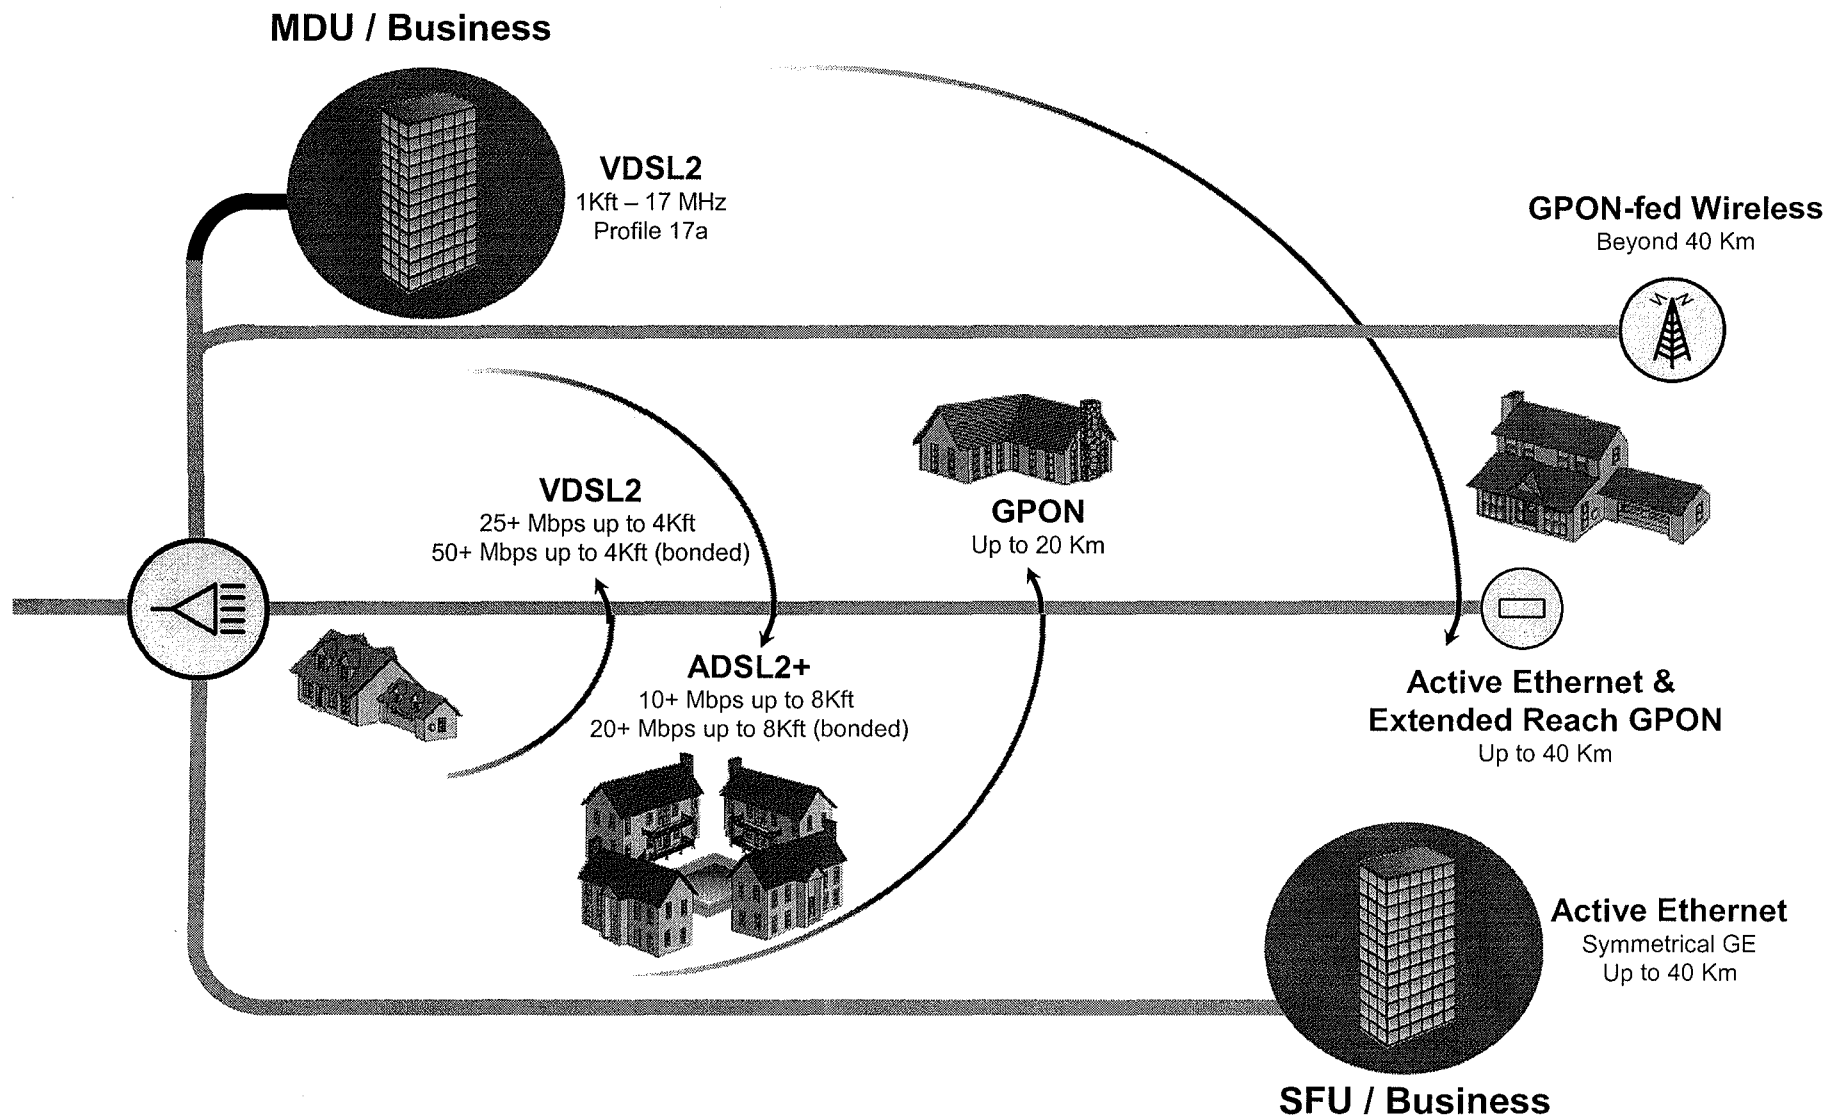 MDU / Business
VDSL2
1Kft – 17 MHz
Profile 17a
GPON-fed Wireless
Beyond 40 Km
VDSL2
25+ Mbps up to 4Kft
50+ Mbps up to 4Kft (bonded)
GPON
Up to 20 Km
ADSL2+
10+ Mbps up to 8Kft
20+ Mbps up to 8Kft (bonded)
Active Ethernet &
Extended Reach GPON
Up to 40 Km
Active Ethernet
Symmetrical GE
Up to 40 Km
SFU / Business